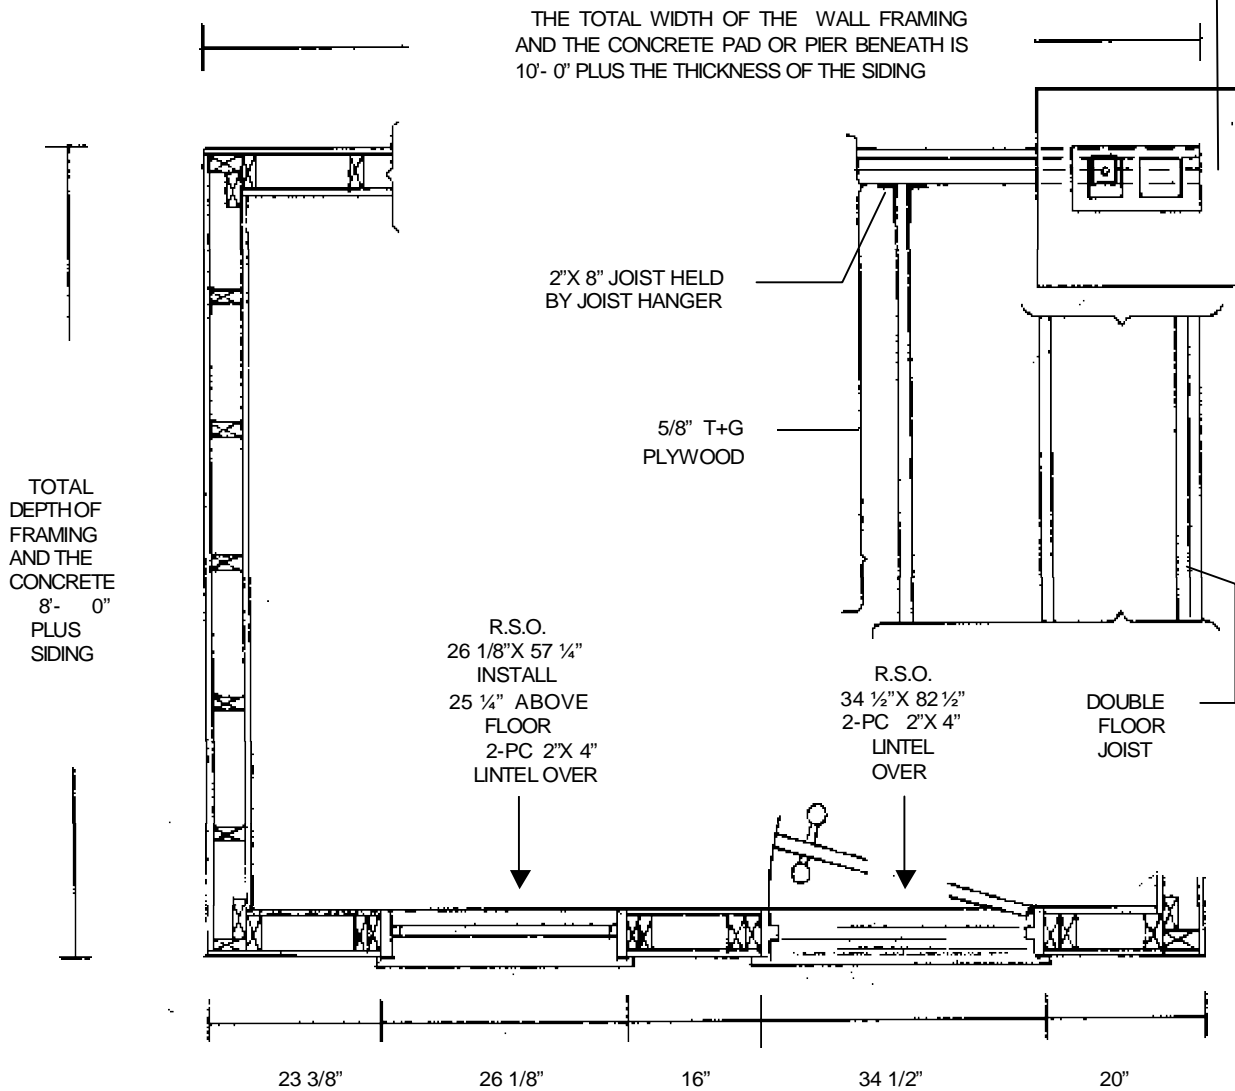 THE TOTAL WIDTH OF THE WALL FRAMING
AND THE CONCRETE PAD OR PIER BENEATH IS
10'- 0" PLUS THE THICKNESS OF THE SIDING
2"X 8" JOIST HELD
BY JOIST HANGER
5/8" T+G
PLYWOOD
TOTAL
DEPTH OF
FRAMING
AND THE
CONCRETE
8'- 0"
PLUS
SIDING
R.S.O.
26 1/8"X 57 ¼"
INSTALL
25 ¼" ABOVE
FLOOR
2-PC 2"X 4"
LINTEL OVER
R.S.O.
34 ½"X 82 ½"
2-PC 2"X 4"
LINTEL
OVER
DOUBLE
FLOOR
JOIST
23 3/8" 26 1/8" 16" 34 1/2" 20"